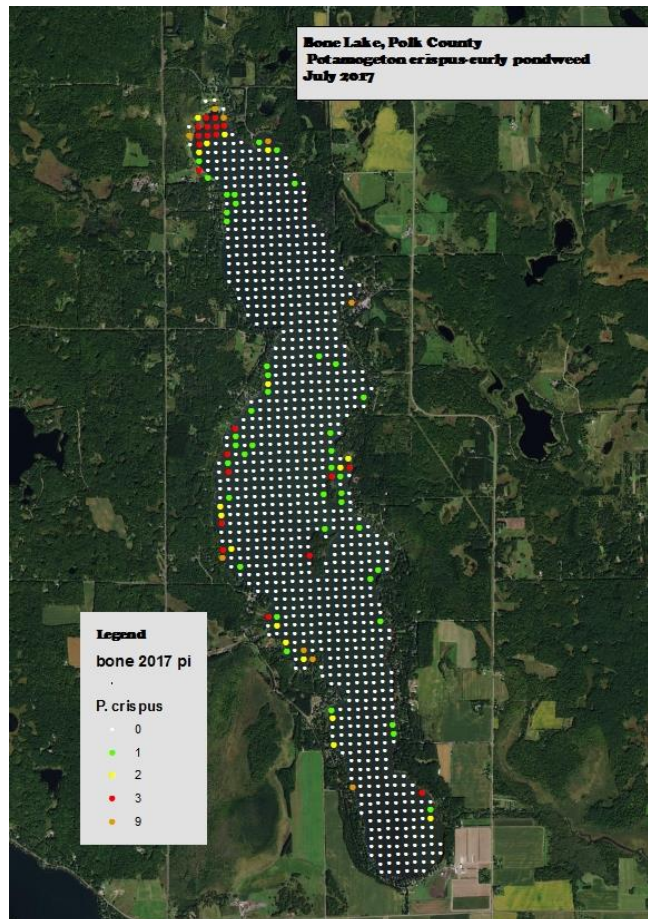 Bone Lake, Polk County
Potamogeton crispus-curly pondweed
July 2017
Legend
bone 2017 pi
P. crispus
0
1
2
3
9